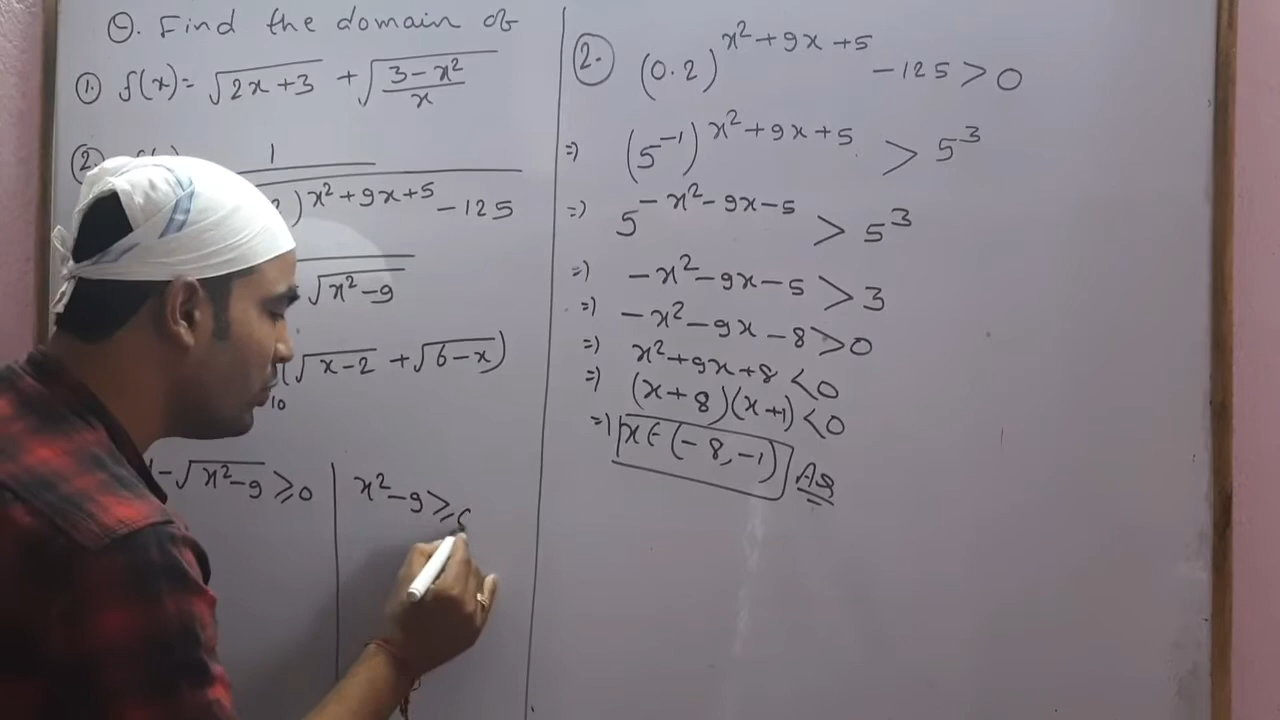 Q. Find the domain of
① f(x) = √(2x+3) + √((3-x²)/x)
②
1
)^(x²+9x+5) - 125
√(x²-9)
(√(x-2) + √(6-x))
10
-√(x²-9) ≥ 0
x²-9 ≥
②. (0.2)^(x²+9x+5) - 125 > 0
=) (5^-1)^(x²+9x+5) > 5³
=) 5^(-x²-9x-5) > 5³
=) -x²-9x-5 > 3
=) -x²-9x-8 > 0
=) x²+9x+8 < 0
=) (x+8)(x+1) < 0
=) x ∈ (-8, -1) Ans